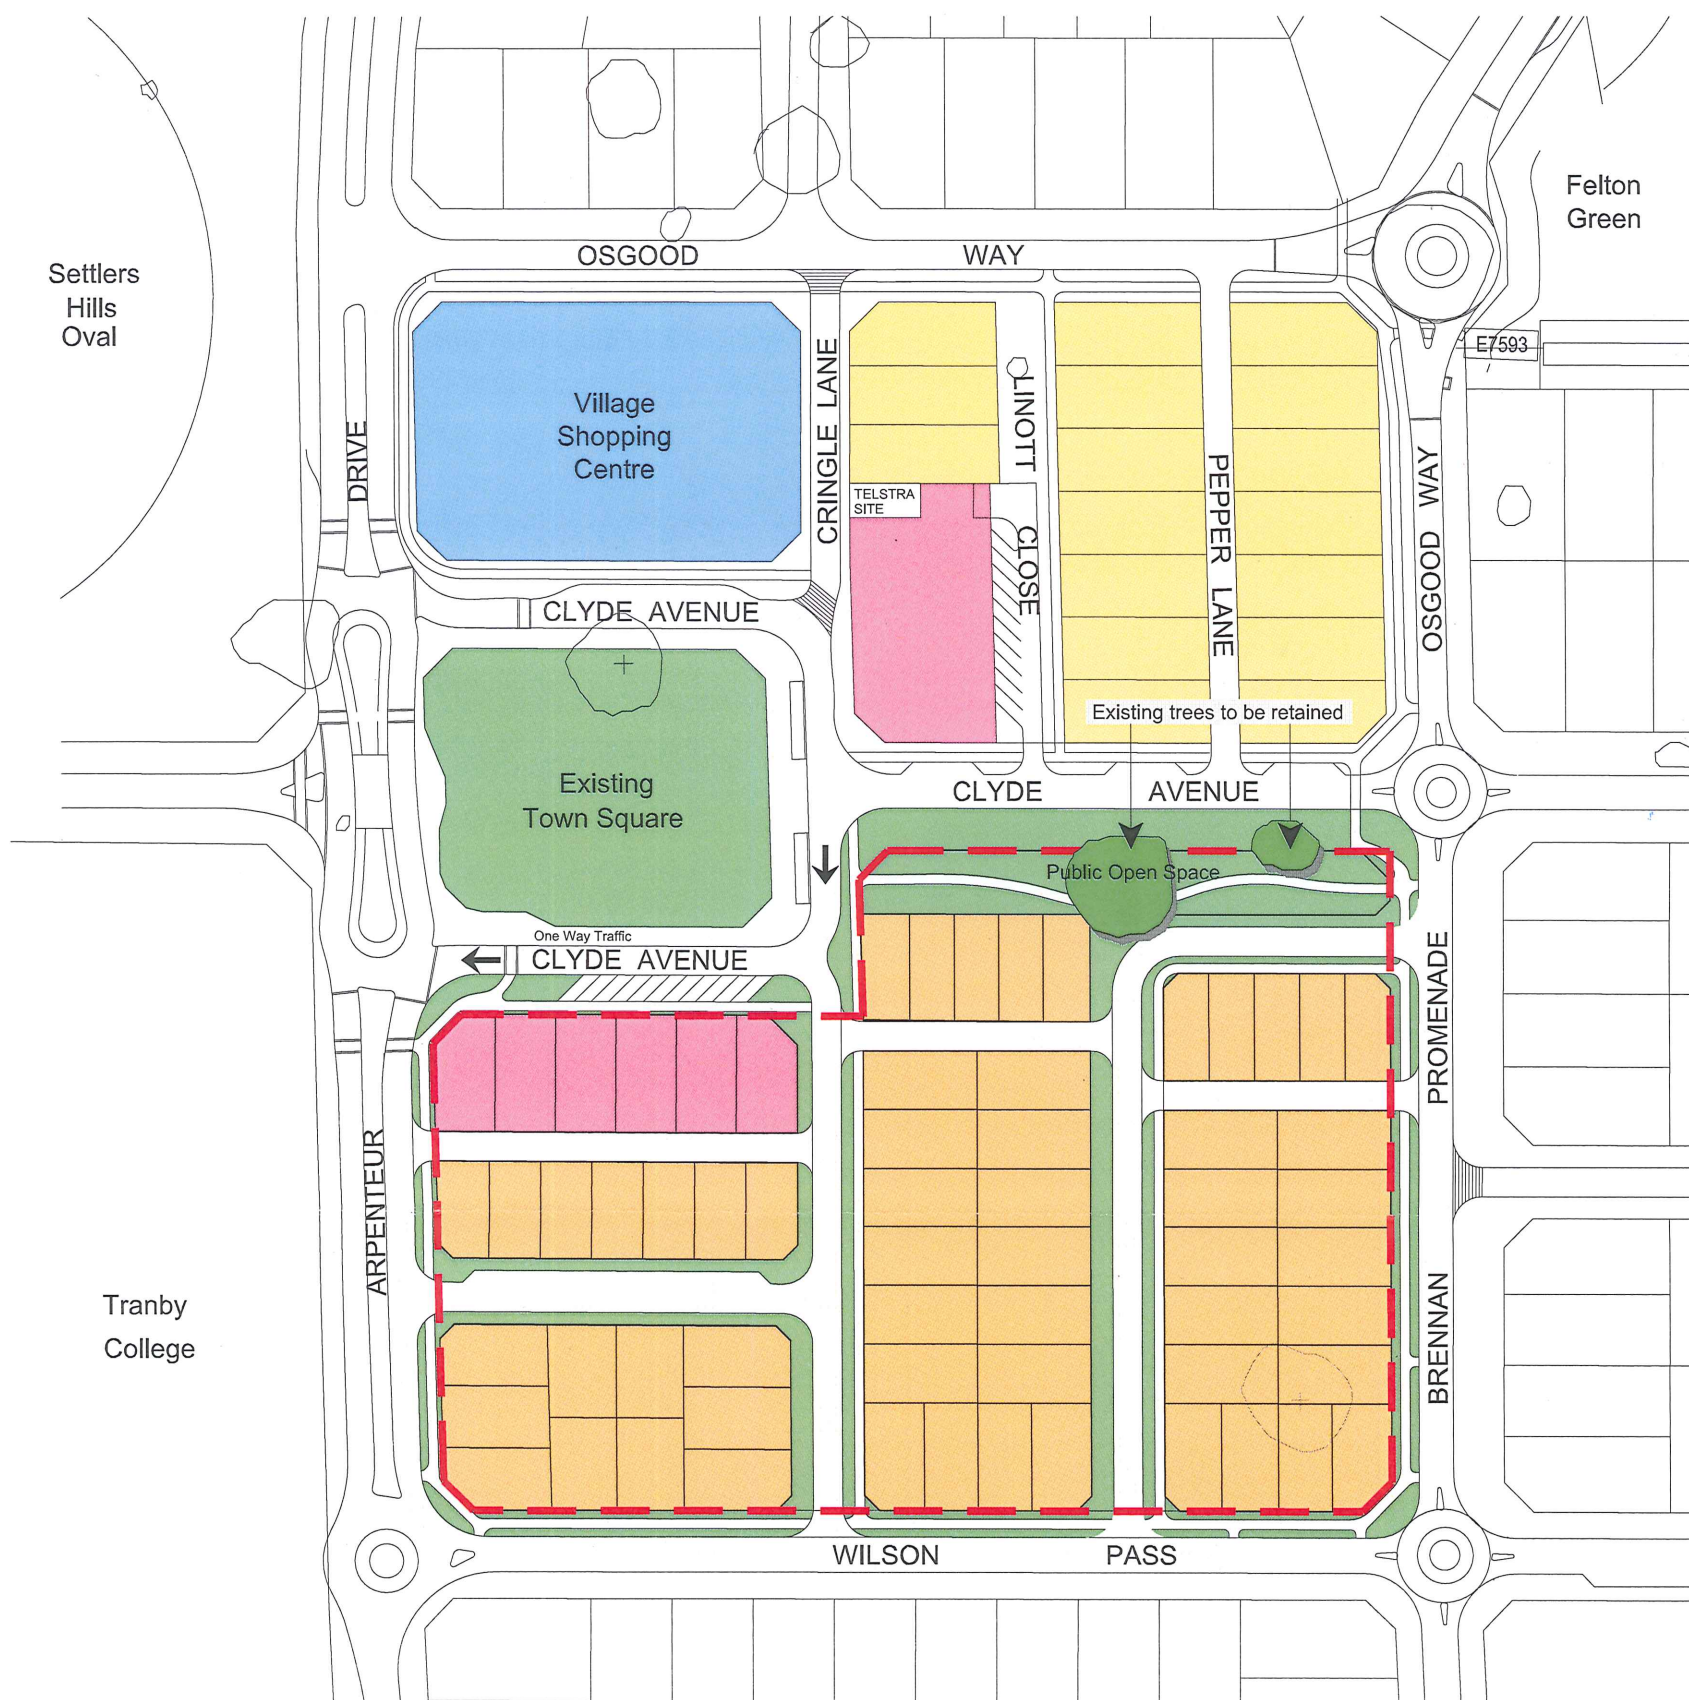 Felton
Green
OSGOOD WAY
Settlers
Hills
Oval
E7593
Village
Shopping
Centre
DRIVE
CRINGLE LANE
LINOTT
CLOSE
PEPPER LANE
OSGOOD WAY
TELSTRA
SITE
CLYDE AVENUE
Existing trees to be retained
Existing
Town Square
CLYDE AVENUE
Public Open Space
One Way Traffic
CLYDE AVENUE
PROMENADE
ARPENTEUR
Tranby
College
BRENNAN
WILSON PASS